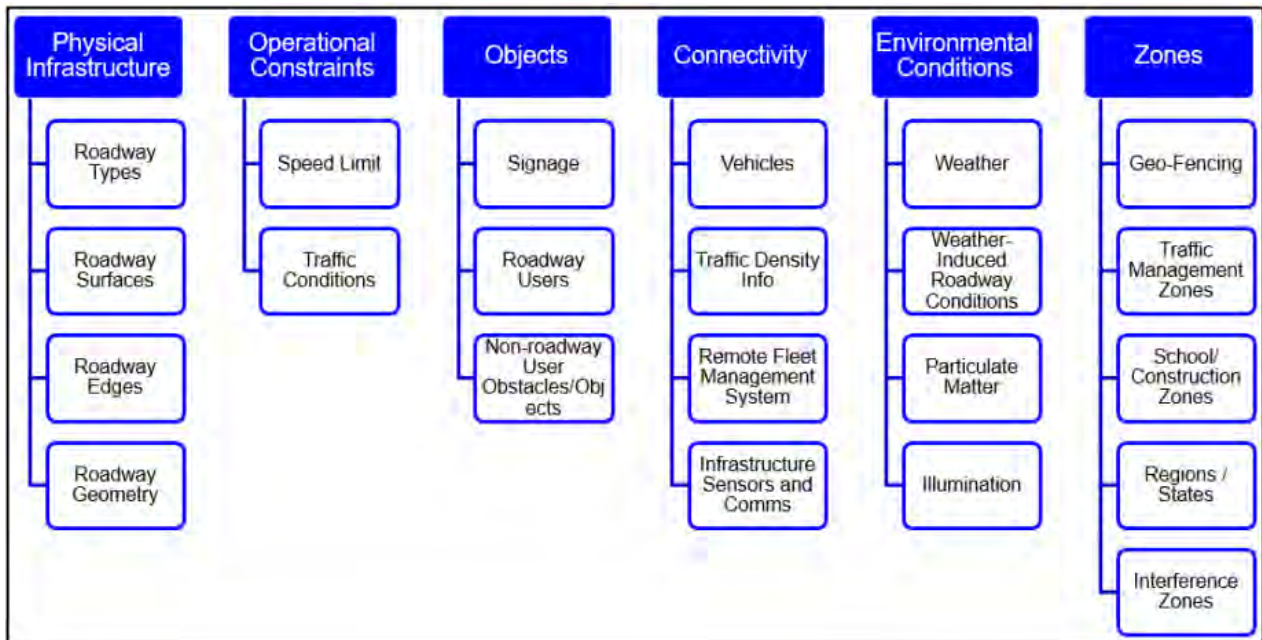 Physical
Infrastructure
Roadway
Types
Roadway
Surfaces
Roadway
Edges
Roadway
Geometry
Operational
Constraints
Speed Limit
Traffic
Conditions
Objects
Signage
Roadway
Users
Non-roadway
User
Obstacles/Obj
ects
Connectivity
Vehicles
Traffic Density
Info
Remote Fleet
Management
System
Infrastructure
Sensors and
Comms
Environmental
Conditions
Weather
Weather-
Induced
Roadway
Conditions
Particulate
Matter
Illumination
Zones
Geo-Fencing
Traffic
Management
Zones
School/
Construction
Zones
Regions /
States
Interference
Zones